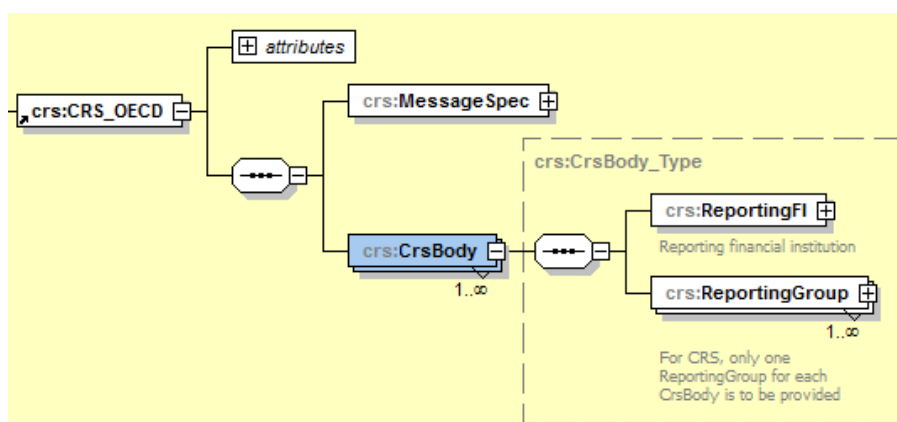 attributes
crs:CRS_OECD
crs:MessageSpec
crs:CrsBody_Type
crs:ReportingFI
Reporting financial institution
crs:CrsBody
1..∞
crs:ReportingGroup
1..∞
For CRS, only one
ReportingGroup for each
CrsBody is to be provided